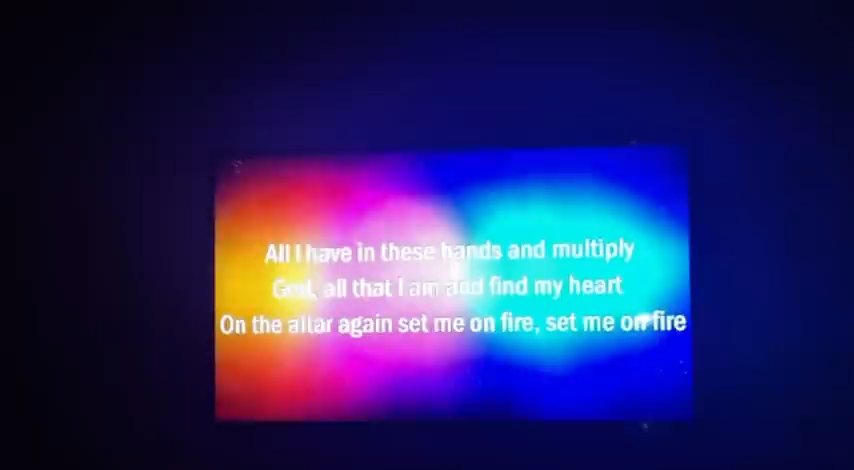 All I have in these hands and multiply
God, all that I am and find my heart
On the altar again set me on fire, set me on fire